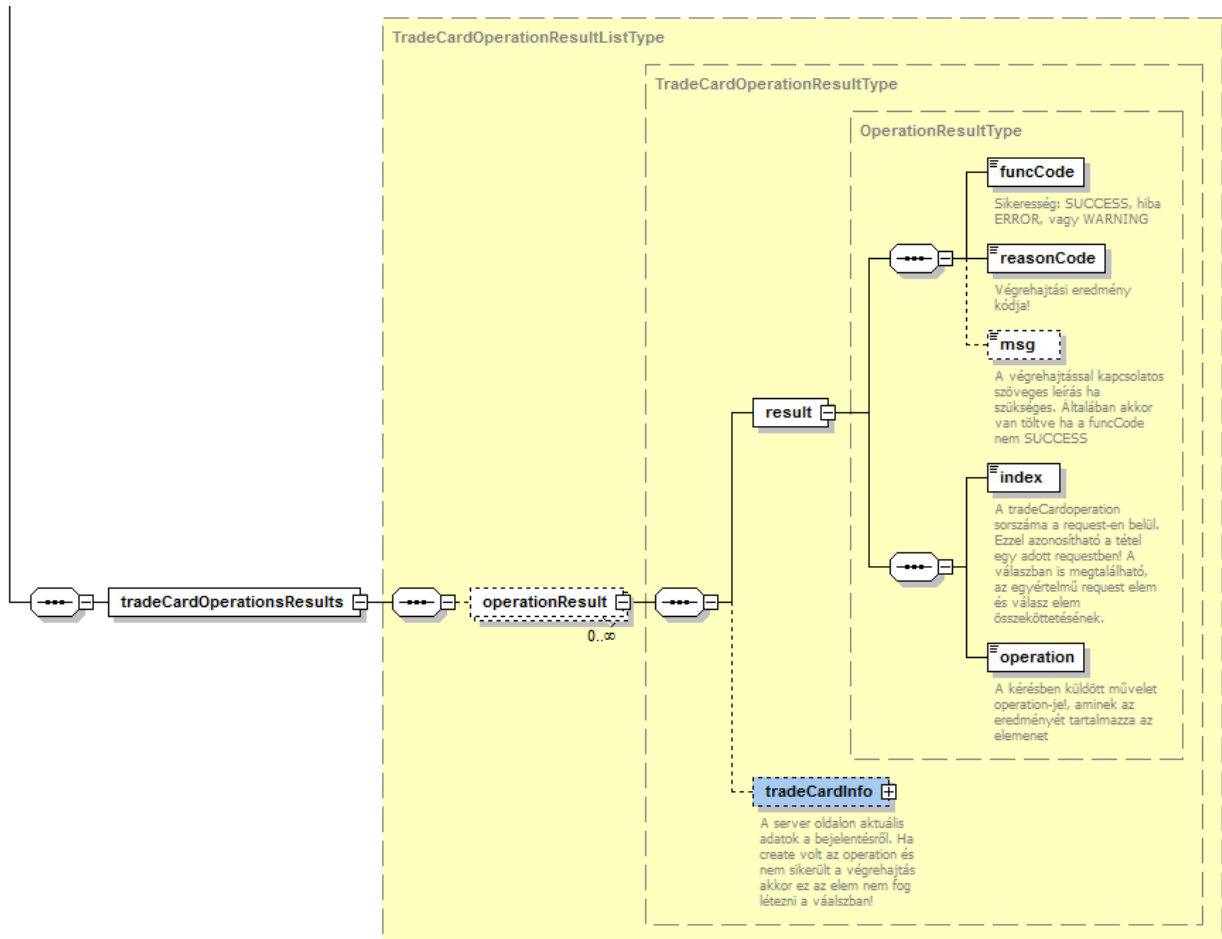 TradeCardOperationResultListType
TradeCardOperationResultType
OperationResultType
funcCode
Sikeresség: SUCCESS, hiba
ERROR, vagy WARNING
reasonCode
Végrehajtási eredmény
kódja!
msg
A végrehajtással kapcsolatos
szöveges leírás ha
szükséges. Általában akkor
van töltve ha a funcCode
nem SUCCESS
result
index
A tradeCardoperation
sorszáma a request-en belül.
Ezzel azonosítható a tétel
egy adott requestben! A
válaszban is megtalálható,
az egyértelmű request elem
és válasz elem
összeköttetésének.
tradeCardOperationsResults
operationResult
0..∞
operation
A kérésben küldött művelet
operation-je!, aminek az
eredményét tartalmazza az
elemenet
tradeCardInfo
A server oldalon aktuális
adatok a bejelentésről. Ha
create volt az operation és
nem sikerült a végrehajtás
akkor ez az elem nem fog
létezni a váalszban!